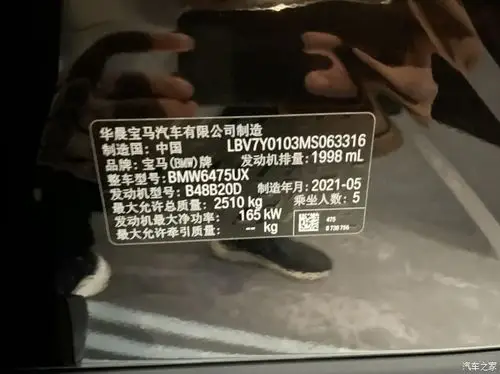 华晨宝马汽车有限公司制造
制造国: 中国 LBV7Y0103MS063316
品牌: 宝马(BMW)牌 发动机排量: 1998 mL
整车型号: BMW6475UX
发动机型号: B48B20D 制造年月: 2021-05
最大允许总质量: 2510 kg 乘坐人数: 5
发动机最大净功率: 165 kW
最大允许牵引质量: -- kg
475
汽车之家